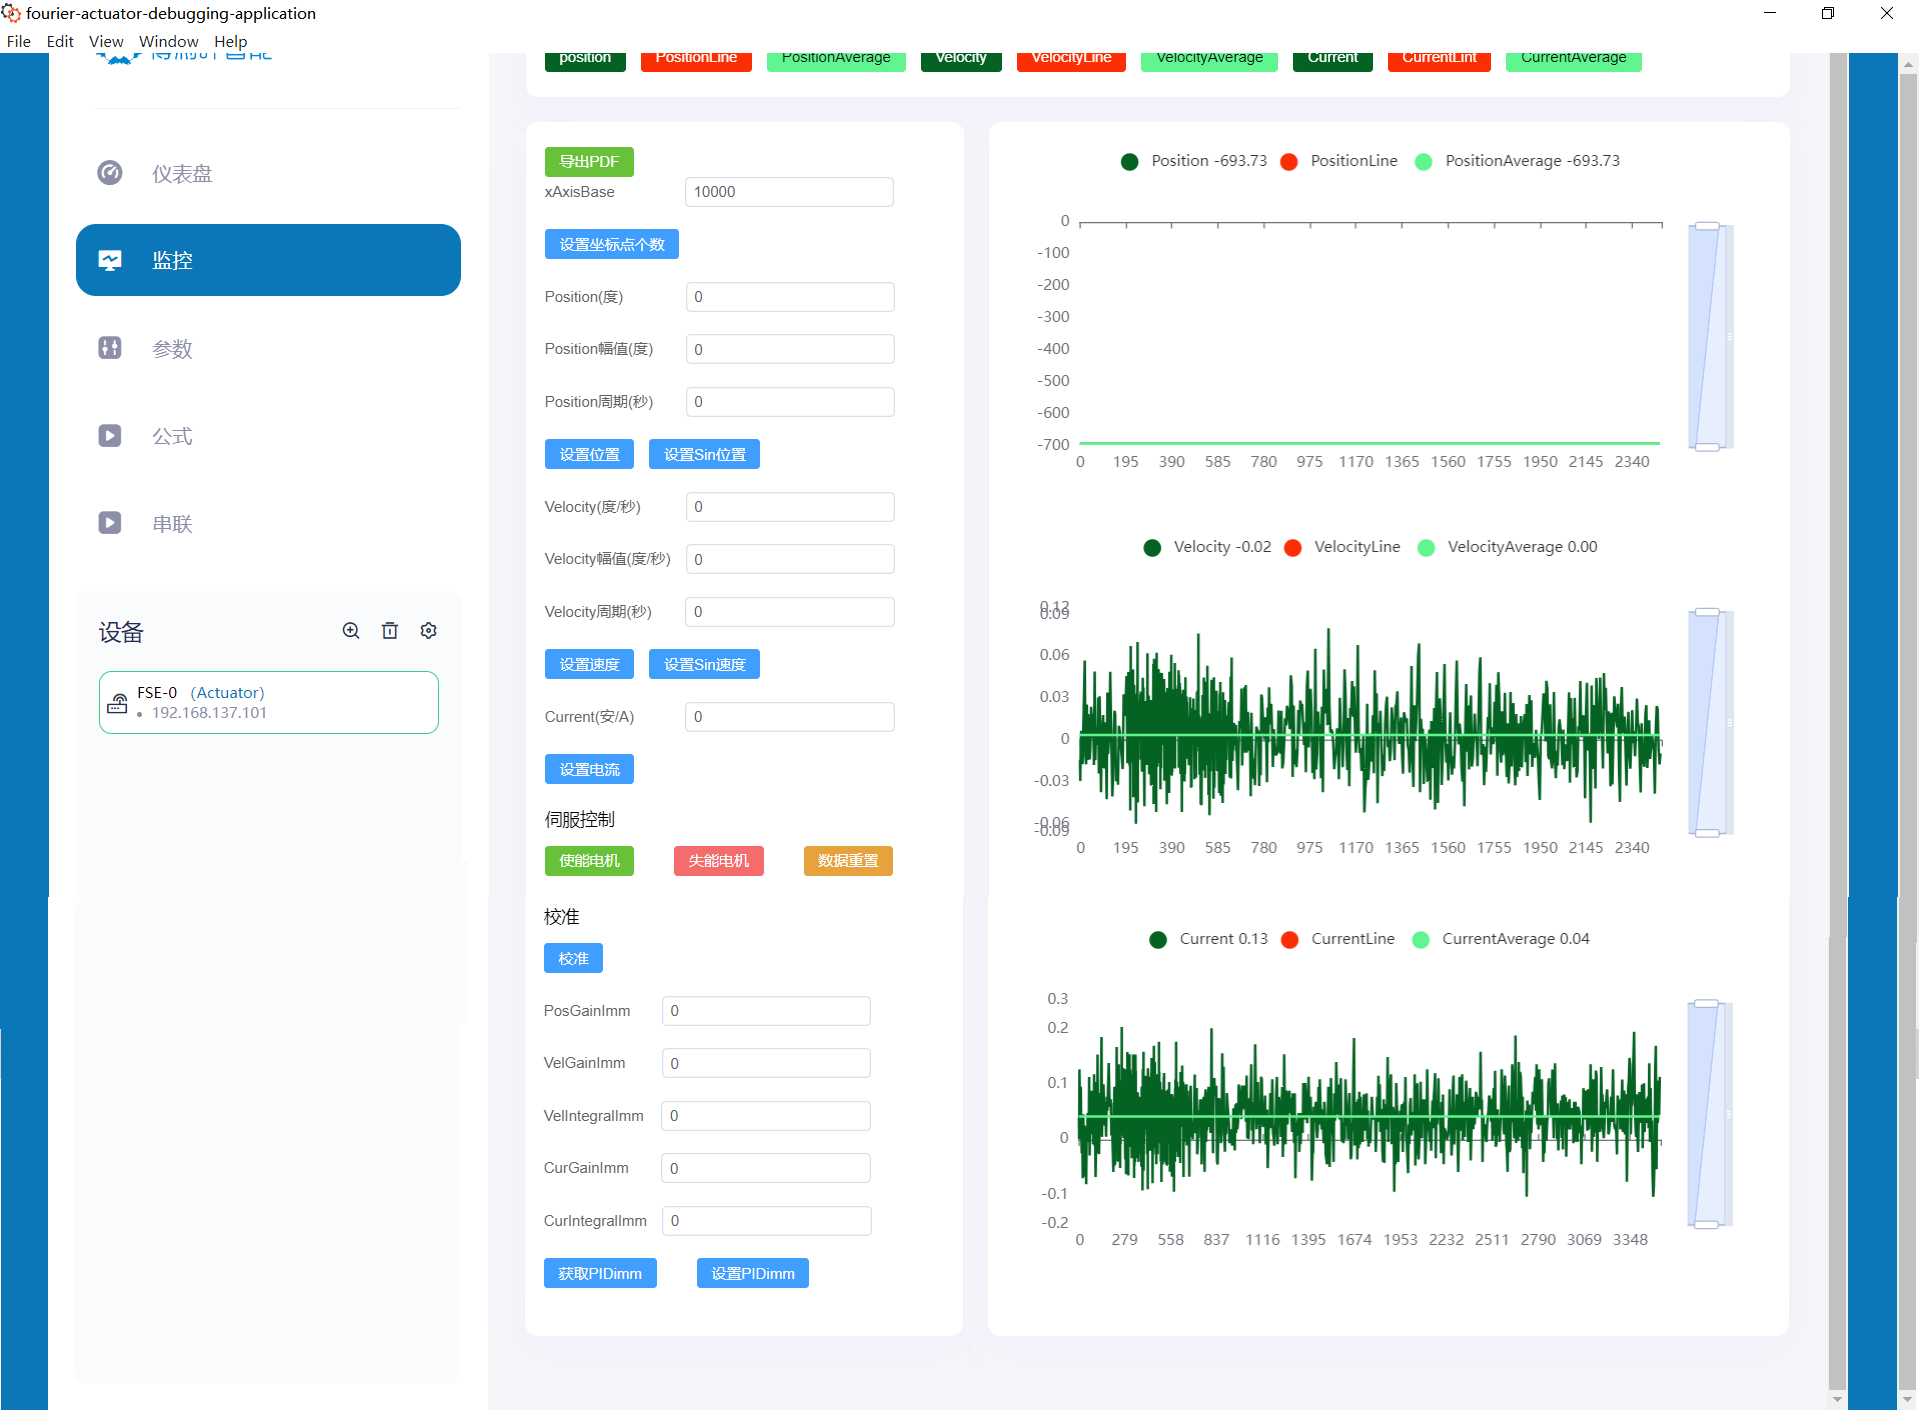 fourier-actuator-debugging-application
File Edit View Window Help
position PositionLine PositionAverage Velocity VelocityLine VelocityAverage Current CurrentLint CurrentAverage
仪表盘
监控
参数
公式
串联
设备
FSE-0 (Actuator)
192.168.137.101
导出PDF
xAxisBase 10000
设置坐标点个数
Position(度) 0
Position幅值(度) 0
Position周期(秒) 0
设置位置 设置Sin位置
Velocity(度/秒) 0
Velocity幅值(度/秒) 0
Velocity周期(秒) 0
设置速度 设置Sin速度
Current(安/A) 0
设置电流
伺服控制
使能电机 失能电机 数据重置
校准
校准
PosGainImm 0
VelGainImm 0
VelIntegralImm 0
CurGainImm 0
CurIntegralImm 0
获取PIDimm 设置PIDimm
Position -693.73 PositionLine PositionAverage -693.73
0
-100
-200
-300
-400
-500
-600
-700
0 195 390 585 780 975 1170 1365 1560 1755 1950 2145 2340
Velocity -0.02 VelocityLine VelocityAverage 0.00
0.12
0.09
0.06
0.03
0
-0.03
-0.06
-0.09
0 195 390 585 780 975 1170 1365 1560 1755 1950 2145 2340
Current 0.13 CurrentLine CurrentAverage 0.04
0.3
0.2
0.1
0
-0.1
-0.2
0 279 558 837 1116 1395 1674 1953 2232 2511 2790 3069 3348